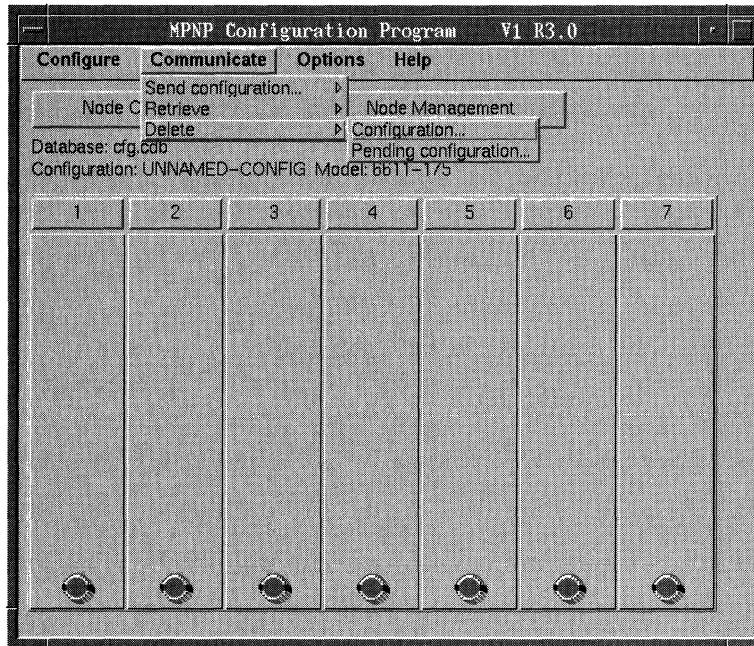 MPNP Configuration Program V1 R3.0
Configure Communicate Options Help
Send configuration...
Node C Retrieve Node Management
Delete Configuration...
Database: cfg.cdb Pending configuration...
Configuration: UNNAMED-CONFIG Model: 6611-175
1 2 3 4 5 6 7